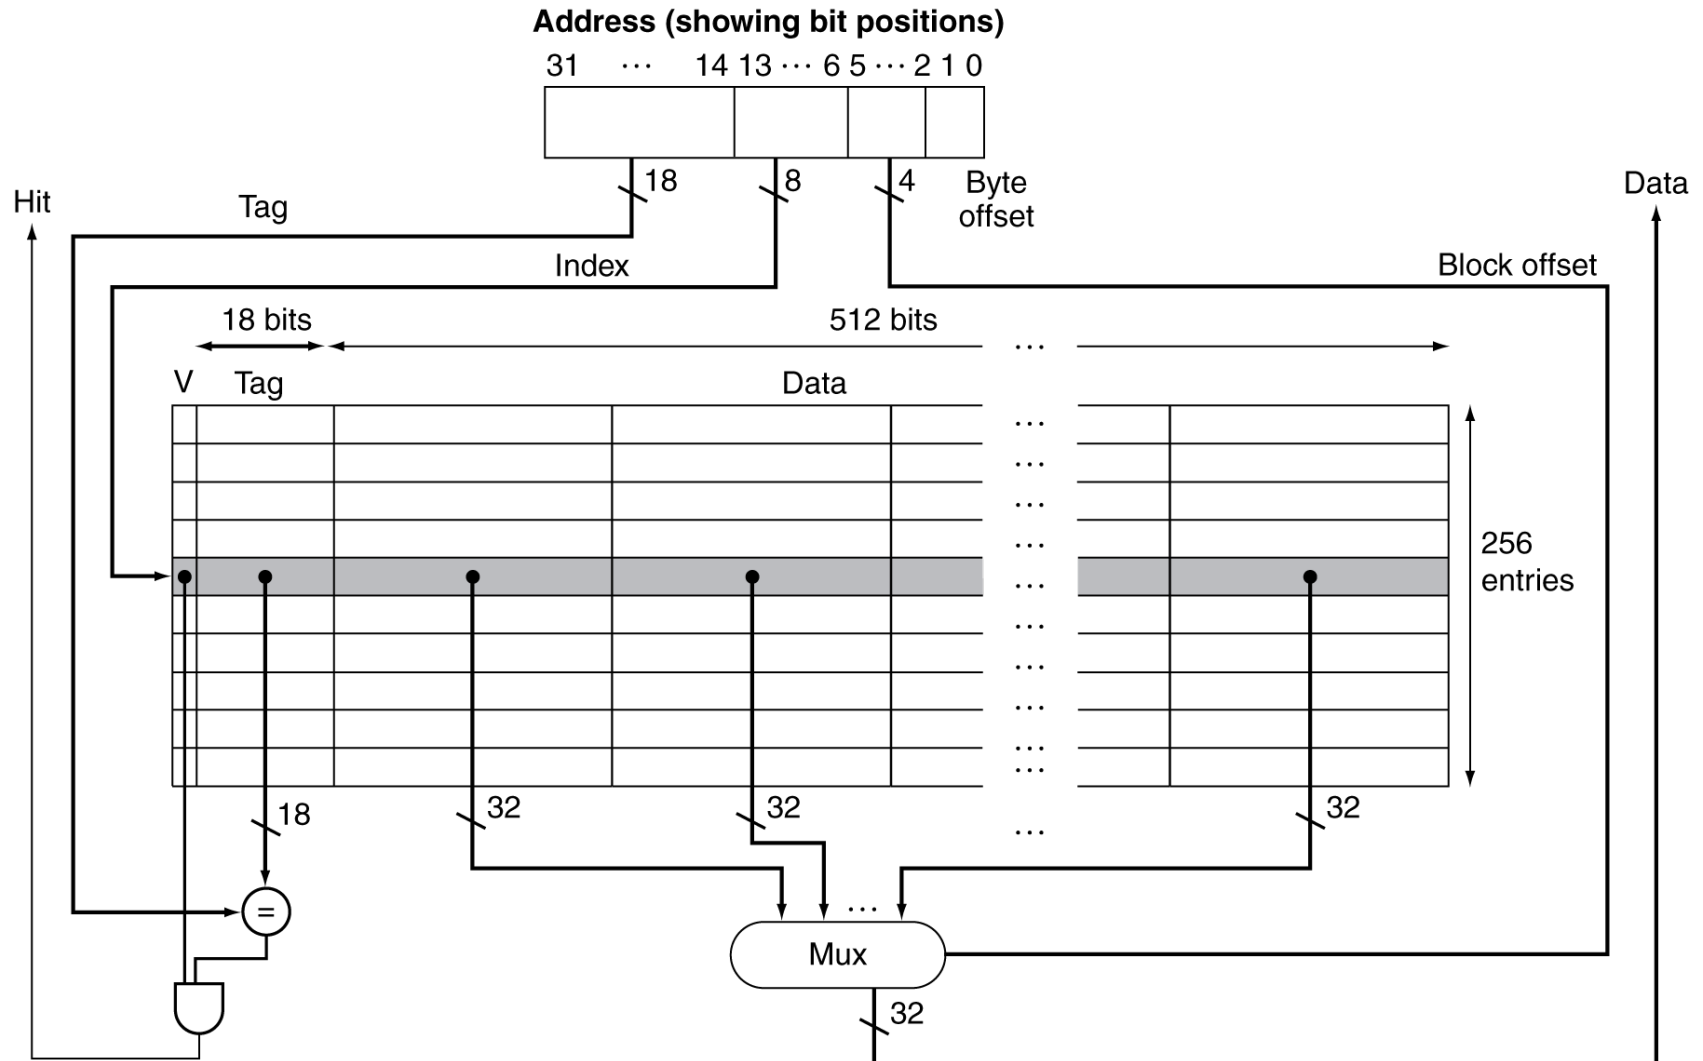 Address (showing bit positions)
31 ··· 14 13 ··· 6 5 ··· 2 1 0
18 8 4 Byte
offset
Hit
Tag
Data
Index
Block offset
18 bits
512 bits
···
V Tag Data
···
···
···
···
256
entries
···
···
···
···
···
···
18
32
32
···
32
=
···
Mux
32